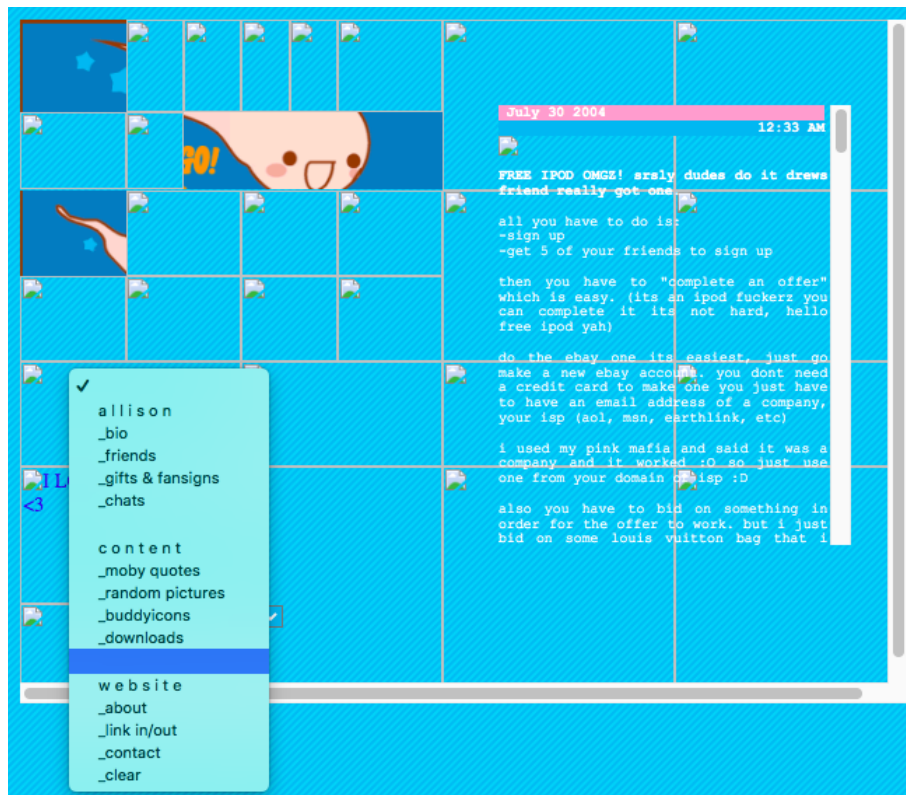 July 30 2004
12:33 AM
GO!
FREE IPOD OMGZ! srsly dudes do it drews
friend really got one
all you have to do is:
-sign up
-get 5 of your friends to sign up
then you have to "complete an offer"
which is easy. (its an ipod fuckerz you
can complete it its not hard, hello
free ipod yah)
do the ebay one its easiest, just go
make a new ebay account. you dont need
a credit card to make one you just have
to have an email address of a company,
your isp (aol, msn, earthlink, etc)
i used my pink mafia and said it was a
company and it worked :O so just use
one from your domain or isp :D
also you have to bid on something in
order for the offer to work. but i just
bid on some louis vuitton bag that i
allison
_bio
_friends
_gifts & fansigns
_chats
content
_moby quotes
_random pictures
_buddyicons
_downloads
website
_about
_link in/out
_contact
_clear
I
<3